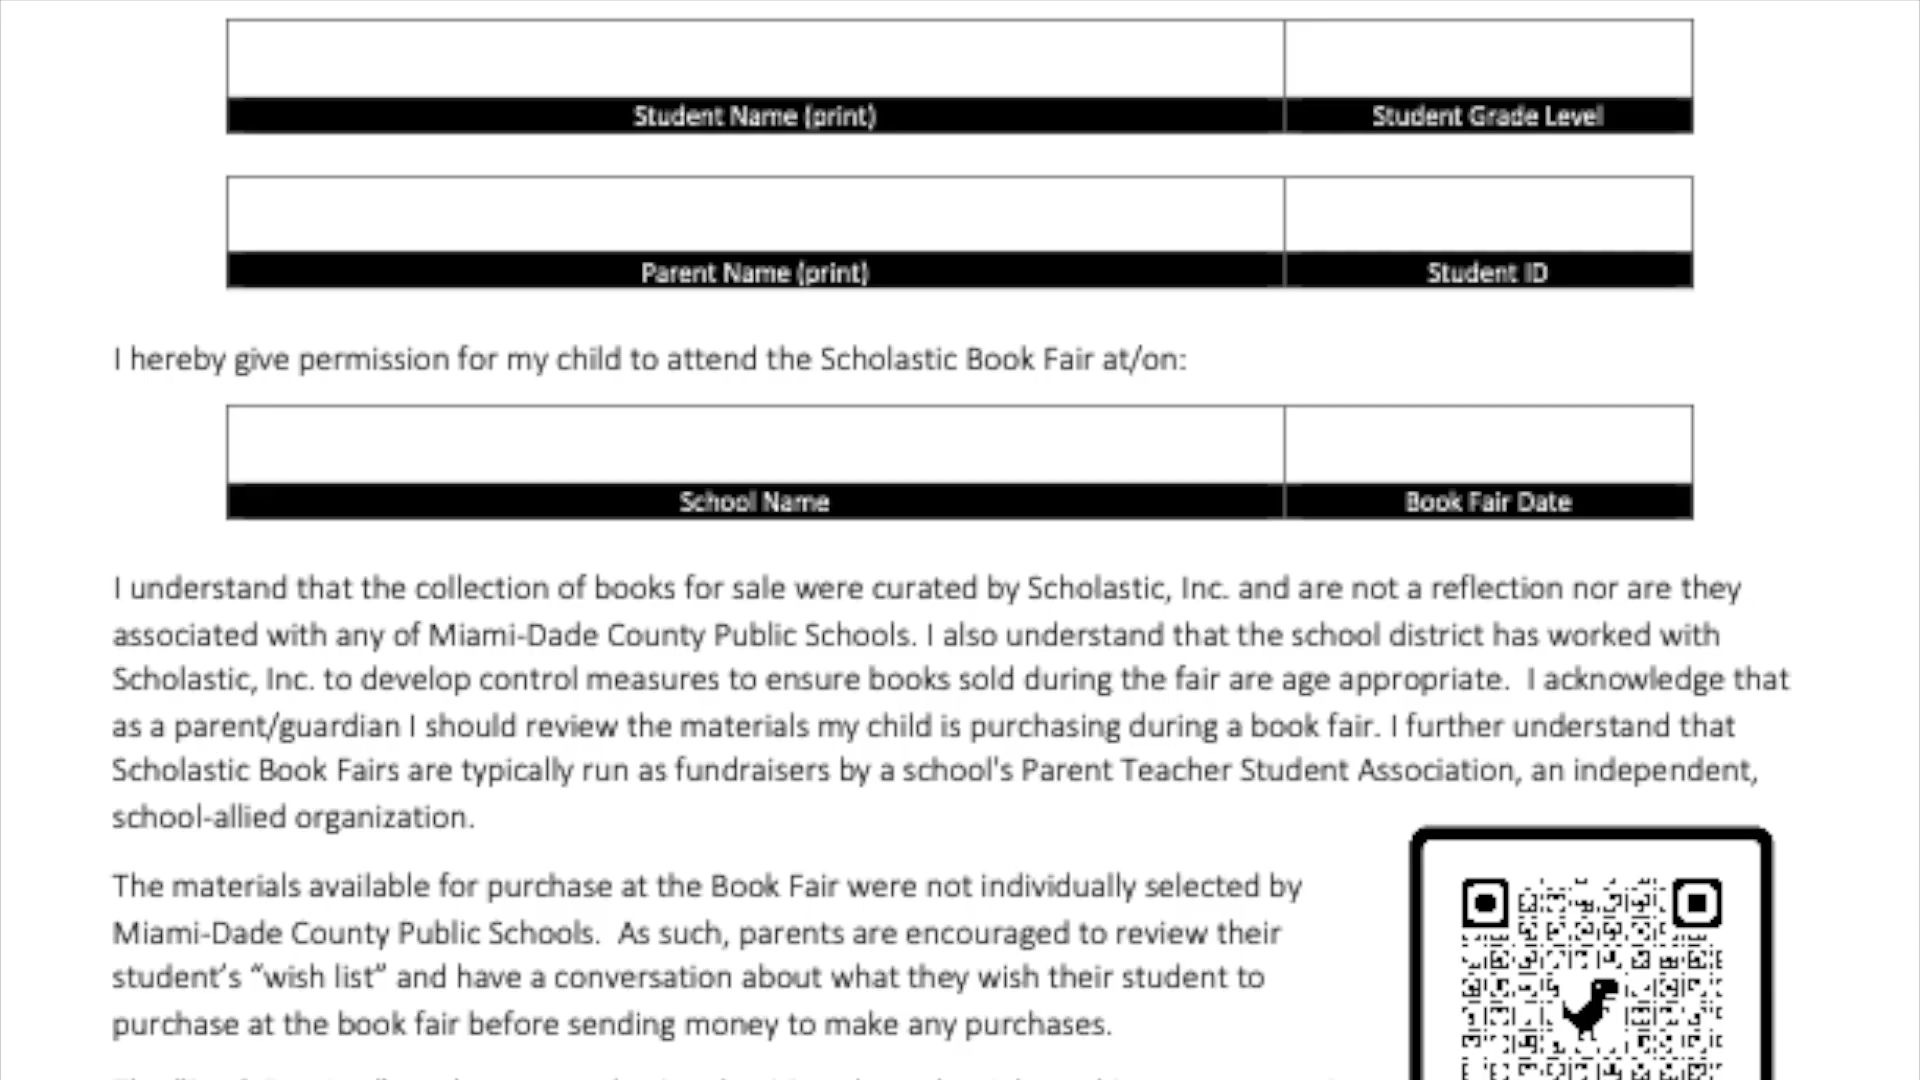 Student Name (print) Student Grade Level
Parent Name (print) Student ID
I hereby give permission for my child to attend the Scholastic Book Fair at/on:
School Name Book Fair Date
I understand that the collection of books for sale were curated by Scholastic, Inc. and are not a reflection nor are they
associated with any of Miami-Dade County Public Schools. I also understand that the school district has worked with
Scholastic, Inc. to develop control measures to ensure books sold during the fair are age appropriate.  I acknowledge that
as a parent/guardian I should review the materials my child is purchasing during a book fair. I further understand that
Scholastic Book Fairs are typically run as fundraisers by a school's Parent Teacher Student Association, an independent,
school-allied organization.
The materials available for purchase at the Book Fair were not individually selected by
Miami-Dade County Public Schools.  As such, parents are encouraged to review their
student’s “wish list” and have a conversation about what they wish their student to
purchase at the book fair before sending money to make any purchases.